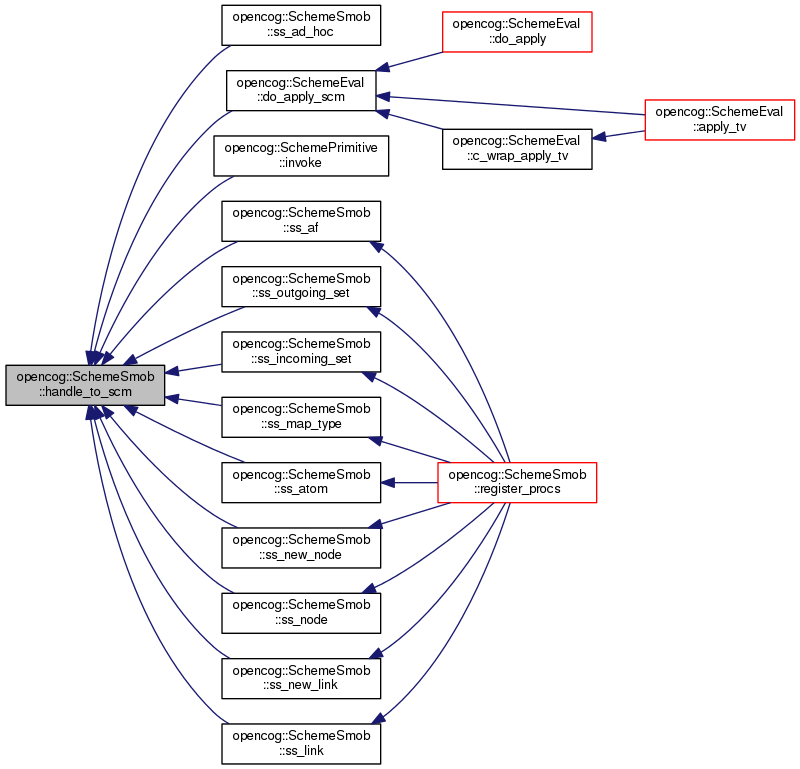 opencog::SchemeSmob
::ss_ad_hoc
opencog::SchemeEval
::do_apply
opencog::SchemeEval
::do_apply_scm
opencog::SchemeEval
::apply_tv
opencog::SchemeEval
::c_wrap_apply_tv
opencog::SchemePrimitive
::invoke
opencog::SchemeSmob
::ss_af
opencog::SchemeSmob
::ss_outgoing_set
opencog::SchemeSmob
::ss_incoming_set
opencog::SchemeSmob
::handle_to_scm
opencog::SchemeSmob
::ss_map_type
opencog::SchemeSmob
::ss_atom
opencog::SchemeSmob
::register_procs
opencog::SchemeSmob
::ss_new_node
opencog::SchemeSmob
::ss_node
opencog::SchemeSmob
::ss_new_link
opencog::SchemeSmob
::ss_link